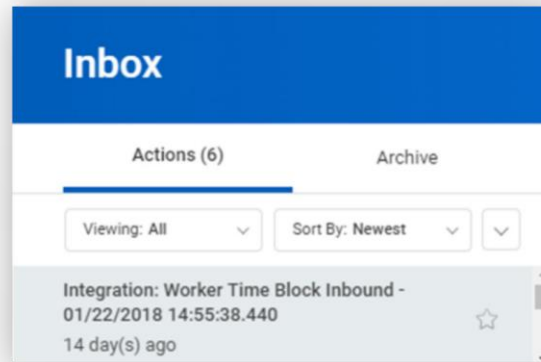 Inbox
Actions (6)
Archive
Viewing: All
Sort By: Newest
Integration: Worker Time Block Inbound -
01/22/2018 14:55:38.440
14 day(s) ago